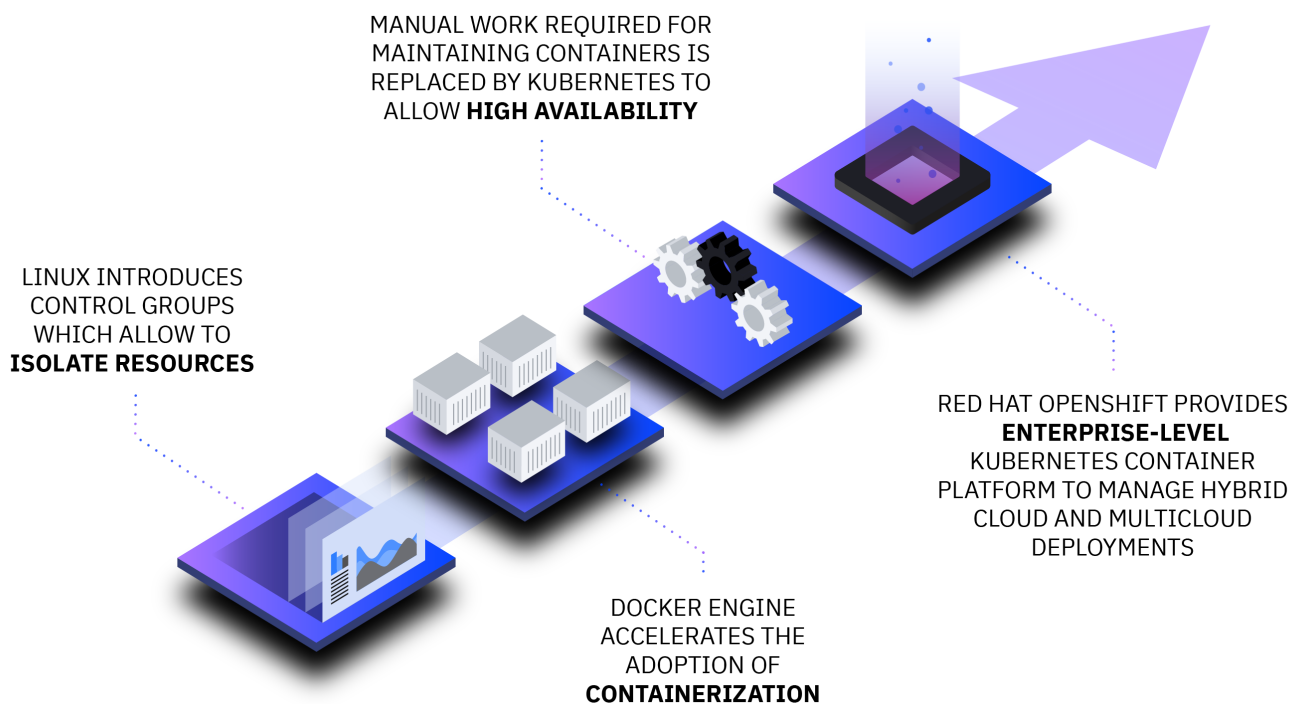 MANUAL WORK REQUIRED FOR
MAINTAINING CONTAINERS IS
REPLACED BY KUBERNETES TO
ALLOW HIGH AVAILABILITY
LINUX INTRODUCES
CONTROL GROUPS
WHICH ALLOW TO
ISOLATE RESOURCES
RED HAT OPENSHIFT PROVIDES
ENTERPRISE-LEVEL
KUBERNETES CONTAINER
PLATFORM TO MANAGE HYBRID
CLOUD AND MULTICLOUD
DEPLOYMENTS
DOCKER ENGINE
ACCELERATES THE
ADOPTION OF
CONTAINERIZATION